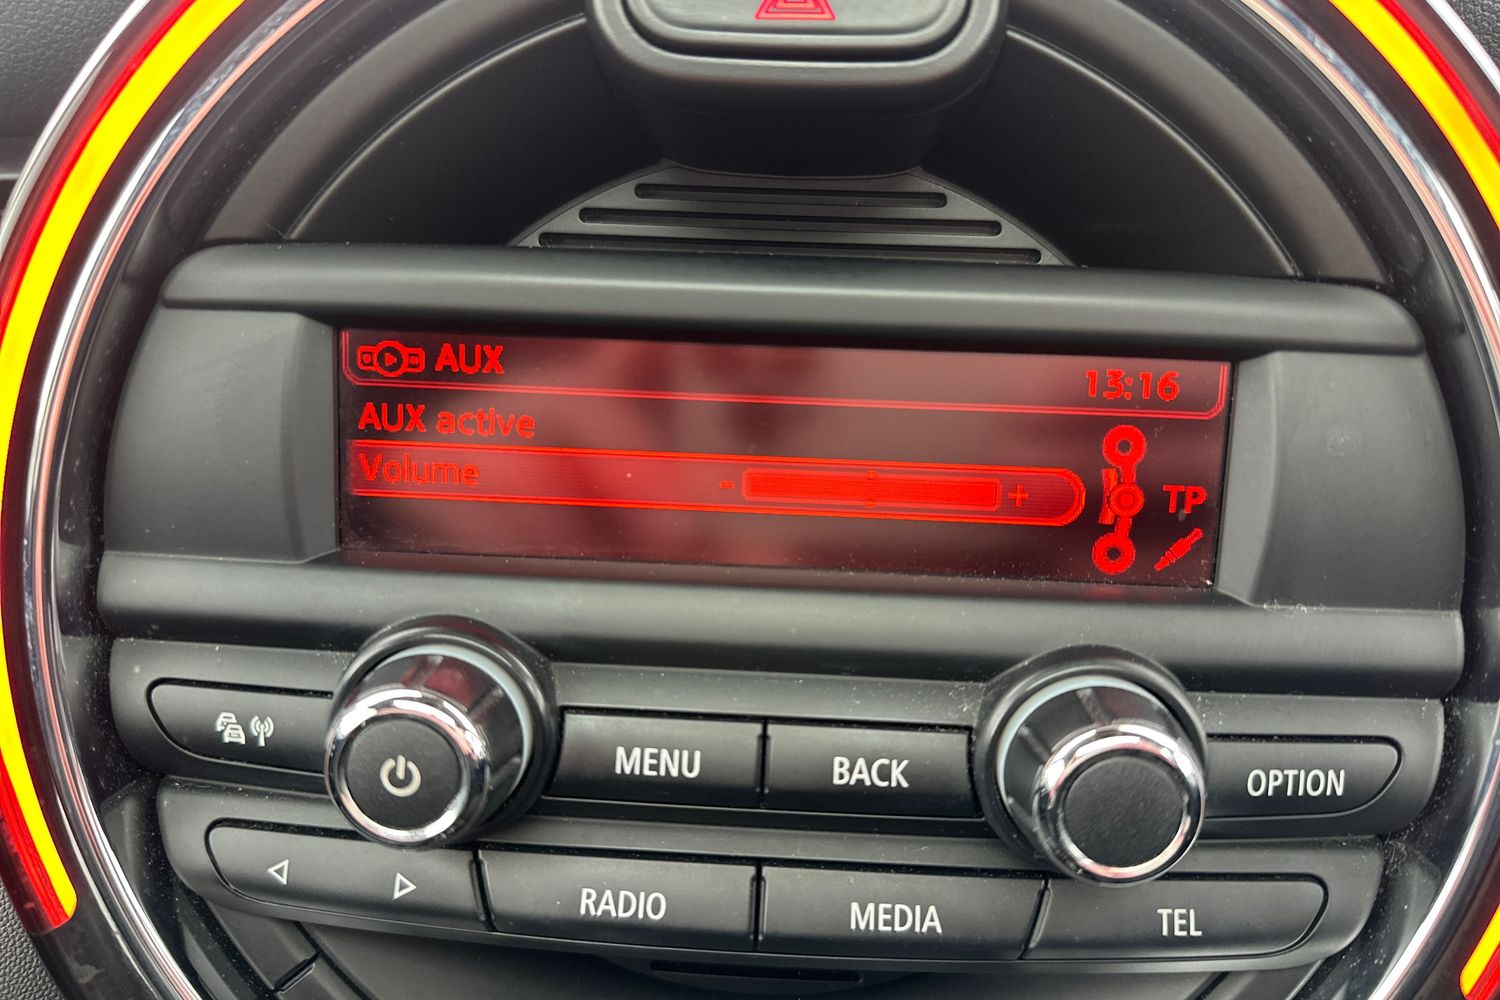 AUX
13:16
AUX active
Volume - +
TP
MENU
BACK
OPTION
RADIO
MEDIA
TEL